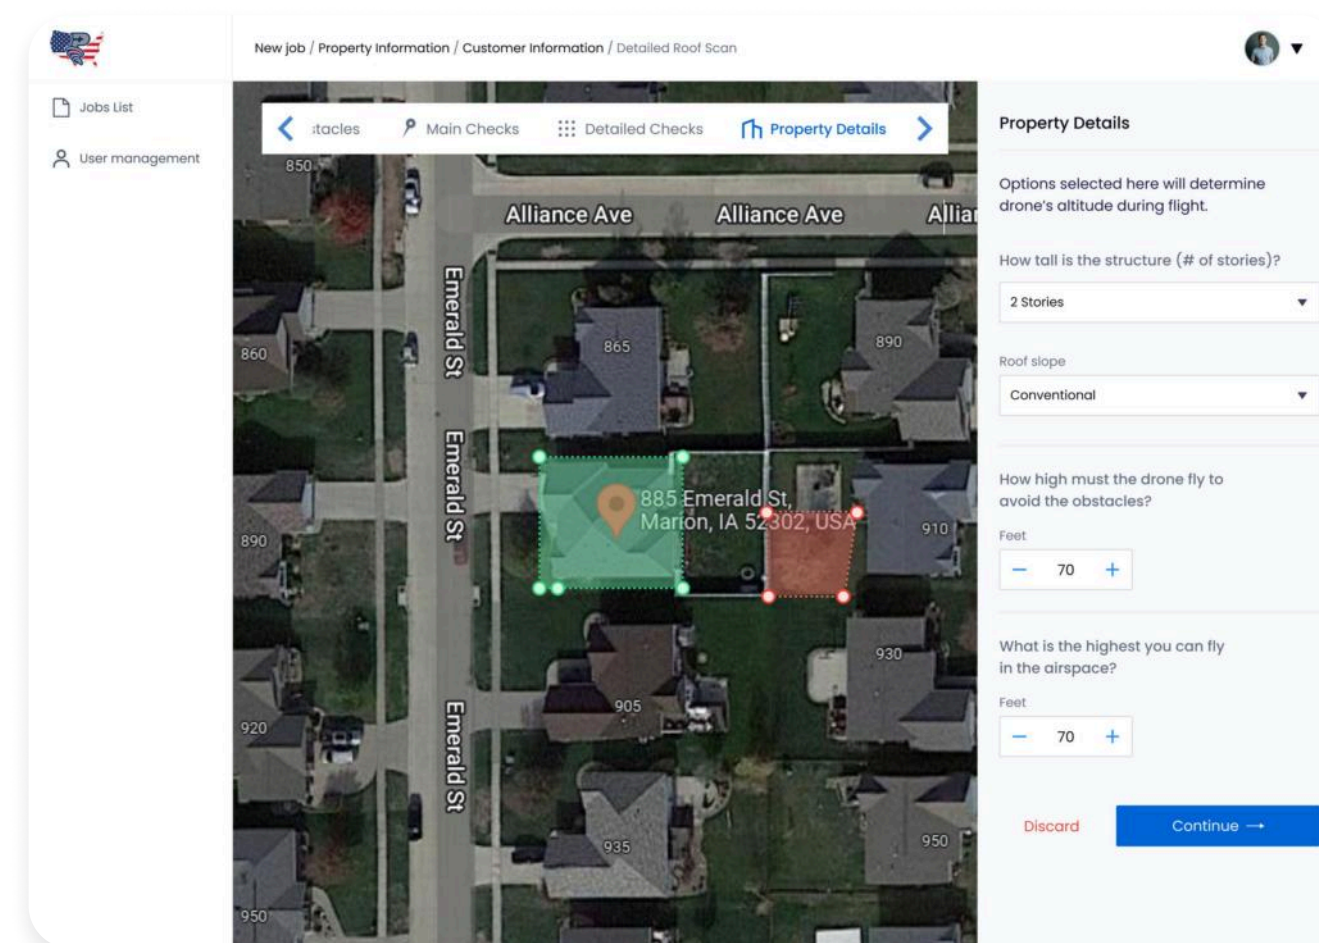 New job / Property Information / Customer Information / Detailed Roof Scan
Jobs List
User management
:tacles
Main Checks
Detailed Checks
Property Details
850
Alliance Ave
Alliance Ave
Allian
Emerald St
865
890
860
Emerald St
885 Emerald St,
Marion, IA 52302, USA
910
890
930
905
920
Emerald St
935
950
950
Property Details
Options selected here will determine
drone's altitude during flight.
How tall is the structure (# of stories)?
2 Stories
Roof slope
Conventional
How high must the drone fly to
avoid the obstacles?
Feet
— 70 +
What is the highest you can fly
in the airspace?
Feet
— 70 +
Discard
Continue →